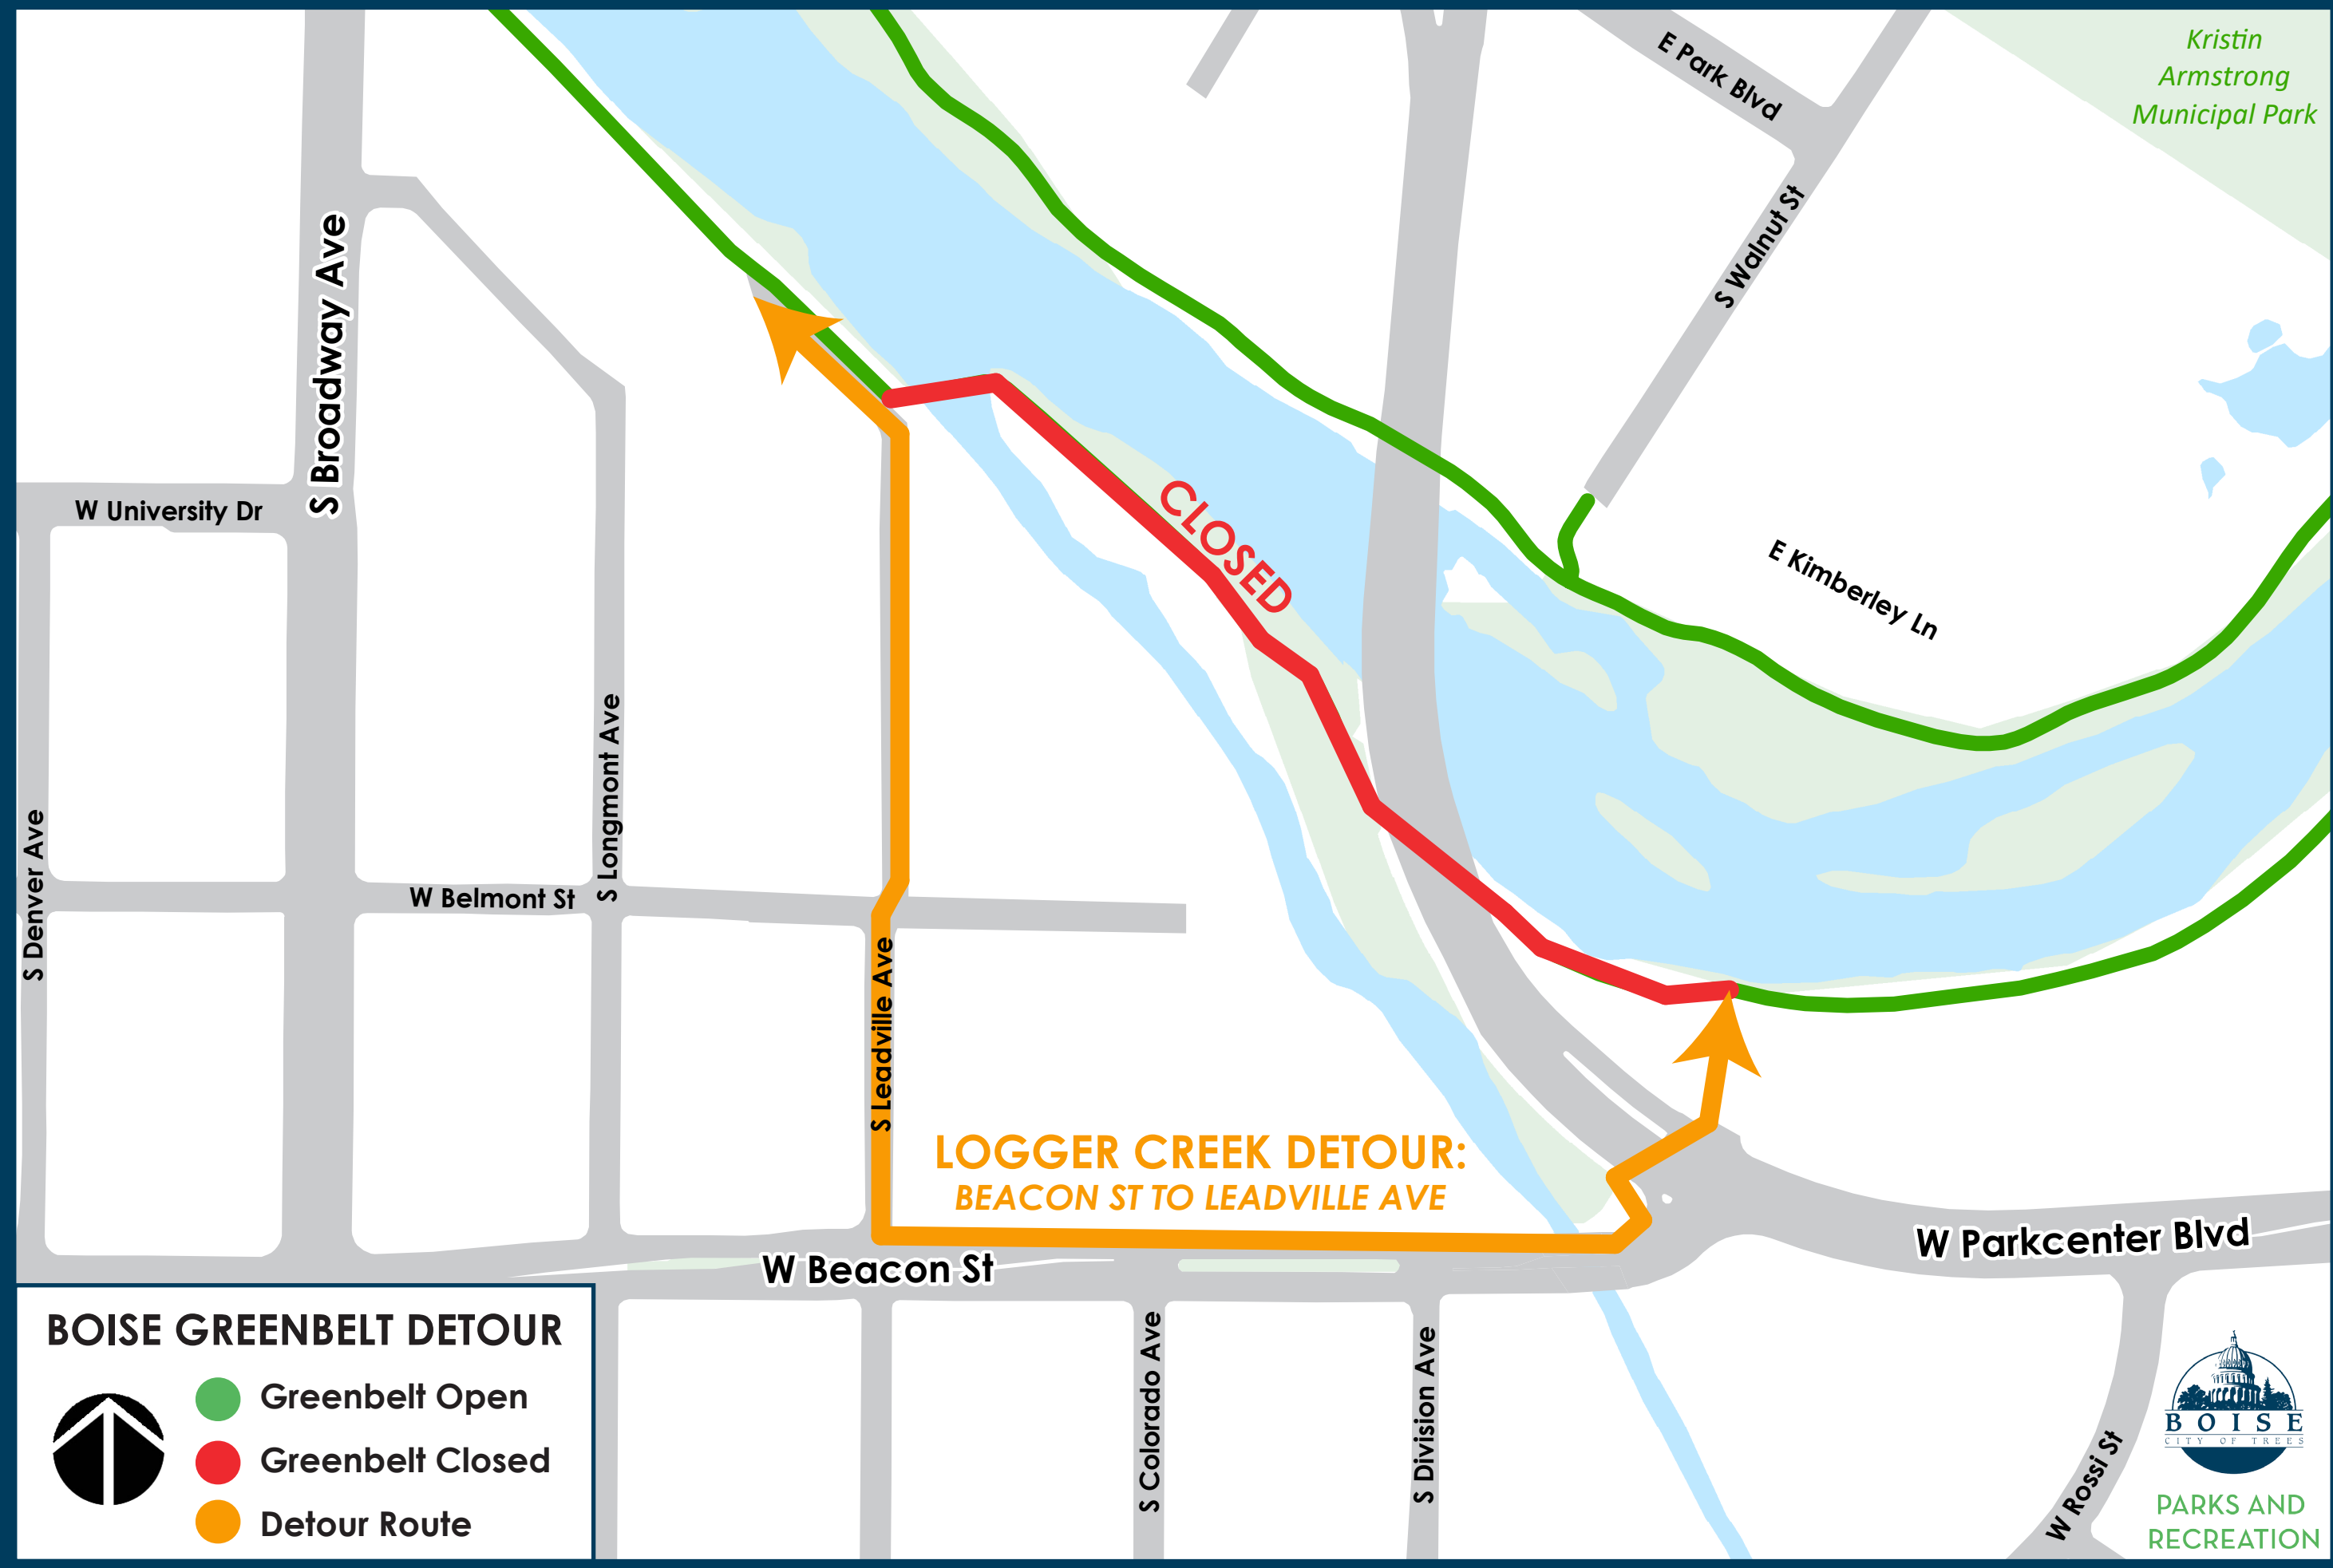 Kristin
Armstrong
Municipal Park
E Park Blvd
S Walnut St
S Broadway Ave
W University Dr
CLOSED
E Kimberley Ln
S Longmont Ave
S Denver Ave
W Belmont St
S Leadville Ave
LOGGER CREEK DETOUR:
BEACON ST TO LEADVILLE AVE
W Parkcenter Blvd
W Beacon St
S Colorado Ave
S Division Ave
W Rossi St
BOISE GREENBELT DETOUR
Greenbelt Open
Greenbelt Closed
Detour Route
BOISE
CITY OF TREES
PARKS AND
RECREATION